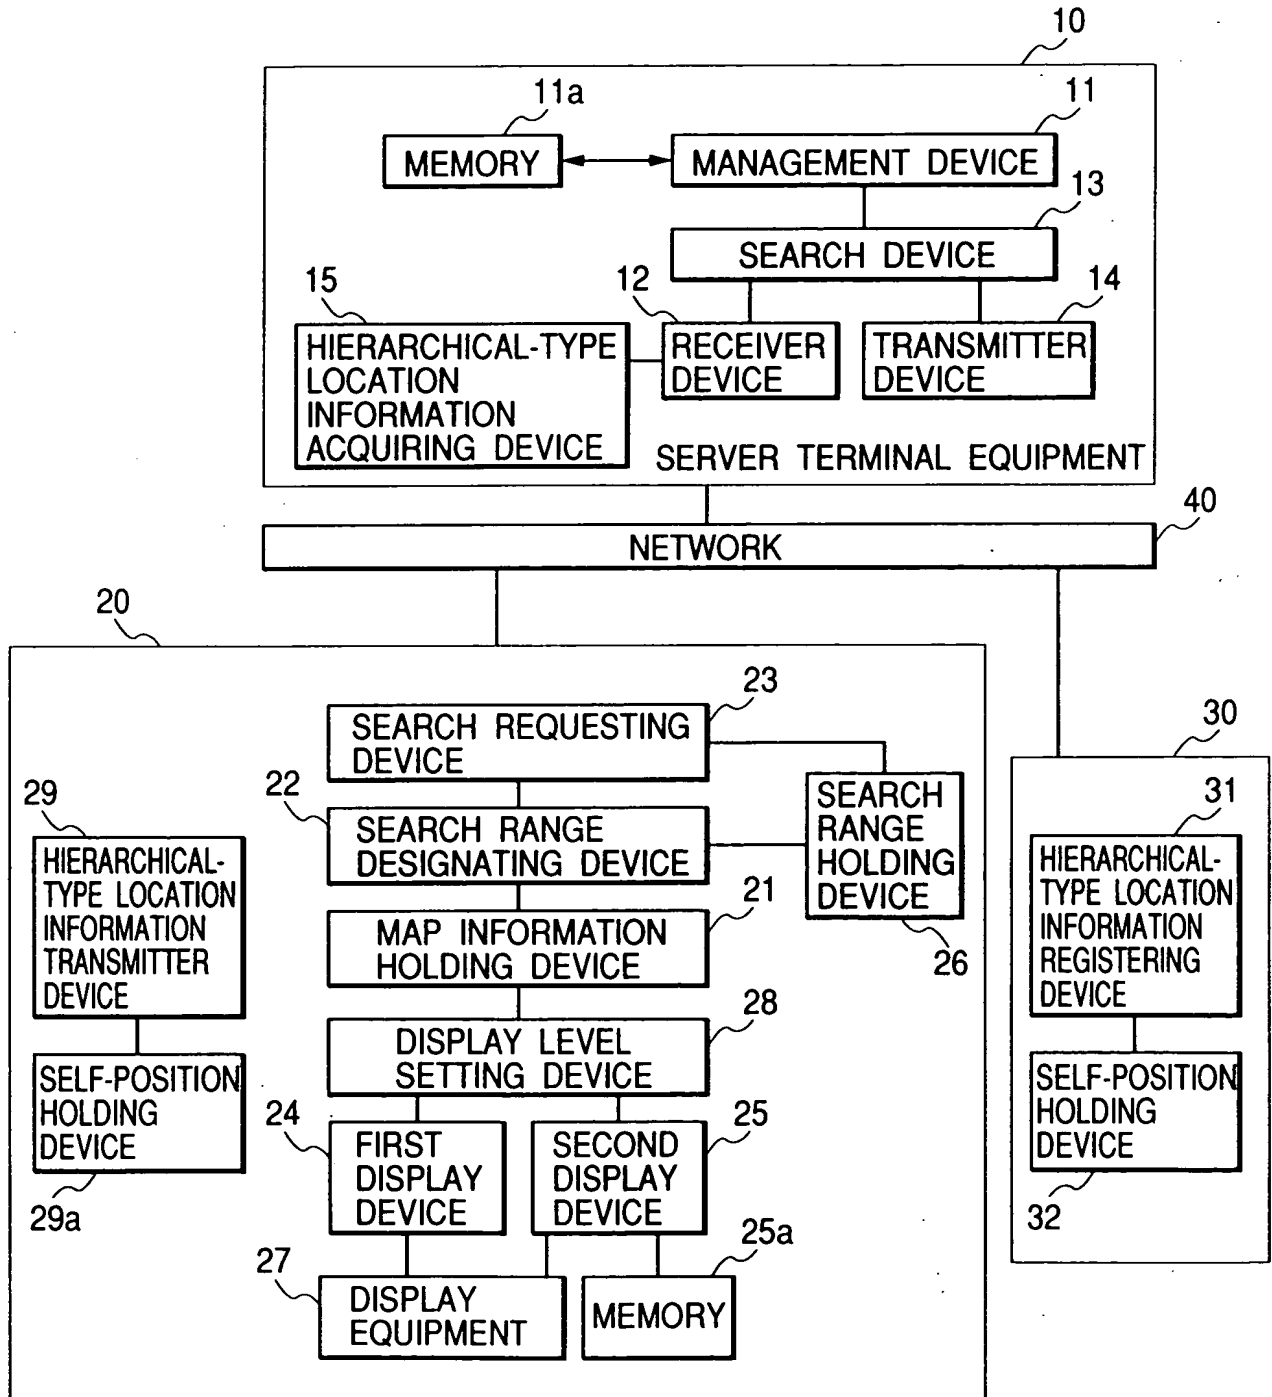 10
11a
11
MEMORY
MANAGEMENT DEVICE
13
SEARCH DEVICE
15
12
14
HIERARCHICAL-TYPE
LOCATION
INFORMATION
ACQUIRING DEVICE
RECEIVER
DEVICE
TRANSMITTER
DEVICE
SERVER TERMINAL EQUIPMENT
40
NETWORK
20
23
SEARCH REQUESTING
DEVICE
22
SEARCH RANGE
DESIGNATING DEVICE
SEARCH
RANGE
HOLDING
DEVICE
26
21
MAP INFORMATION
HOLDING DEVICE
28
DISPLAY LEVEL
SETTING DEVICE
29
HIERARCHICAL-
TYPE LOCATION
INFORMATION
TRANSMITTER
DEVICE
SELF-POSITION
HOLDING
DEVICE
29a
24
FIRST
DISPLAY
DEVICE
25
SECOND
DISPLAY
DEVICE
27
DISPLAY
EQUIPMENT
25a
MEMORY
30
31
HIERARCHICAL-
TYPE LOCATION
INFORMATION
REGISTERING
DEVICE
SELF-POSITION
HOLDING
DEVICE
32